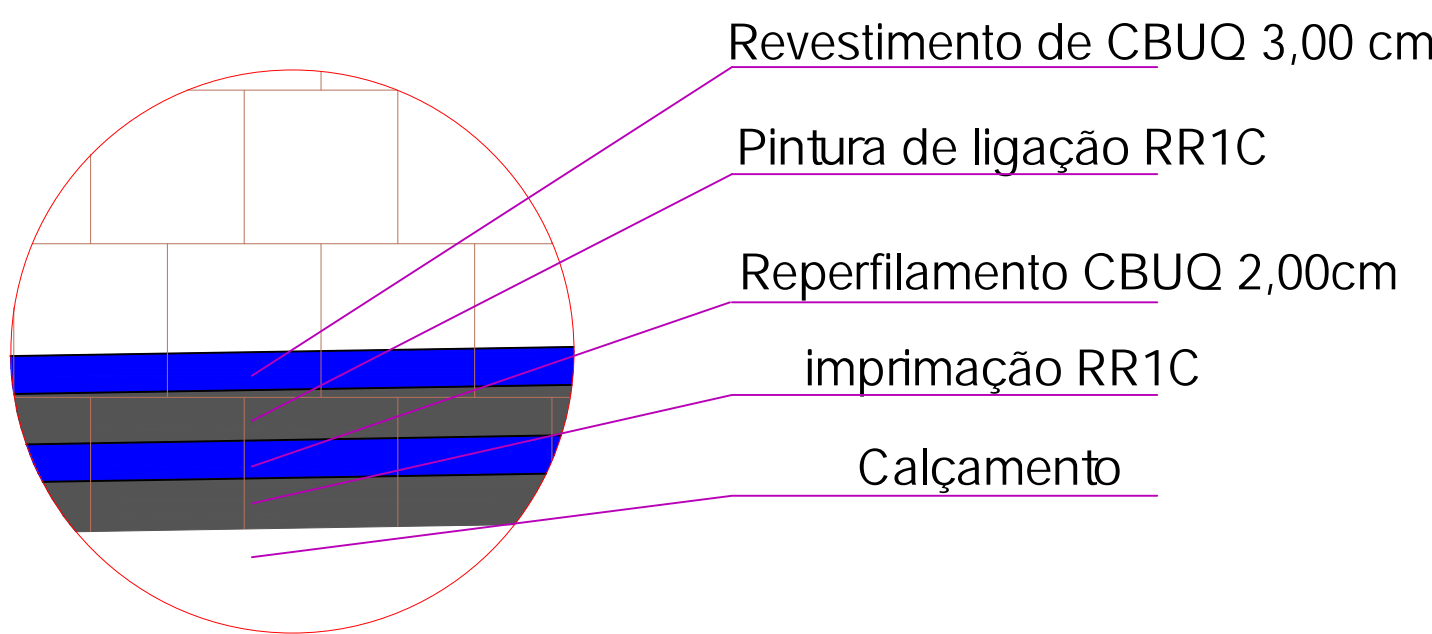 Revestimento de CBUQ 3,00 cm
Pintura de ligação RR1C
Reperfilamento CBUQ 2,00cm
imprimação RR1C
Calçamento